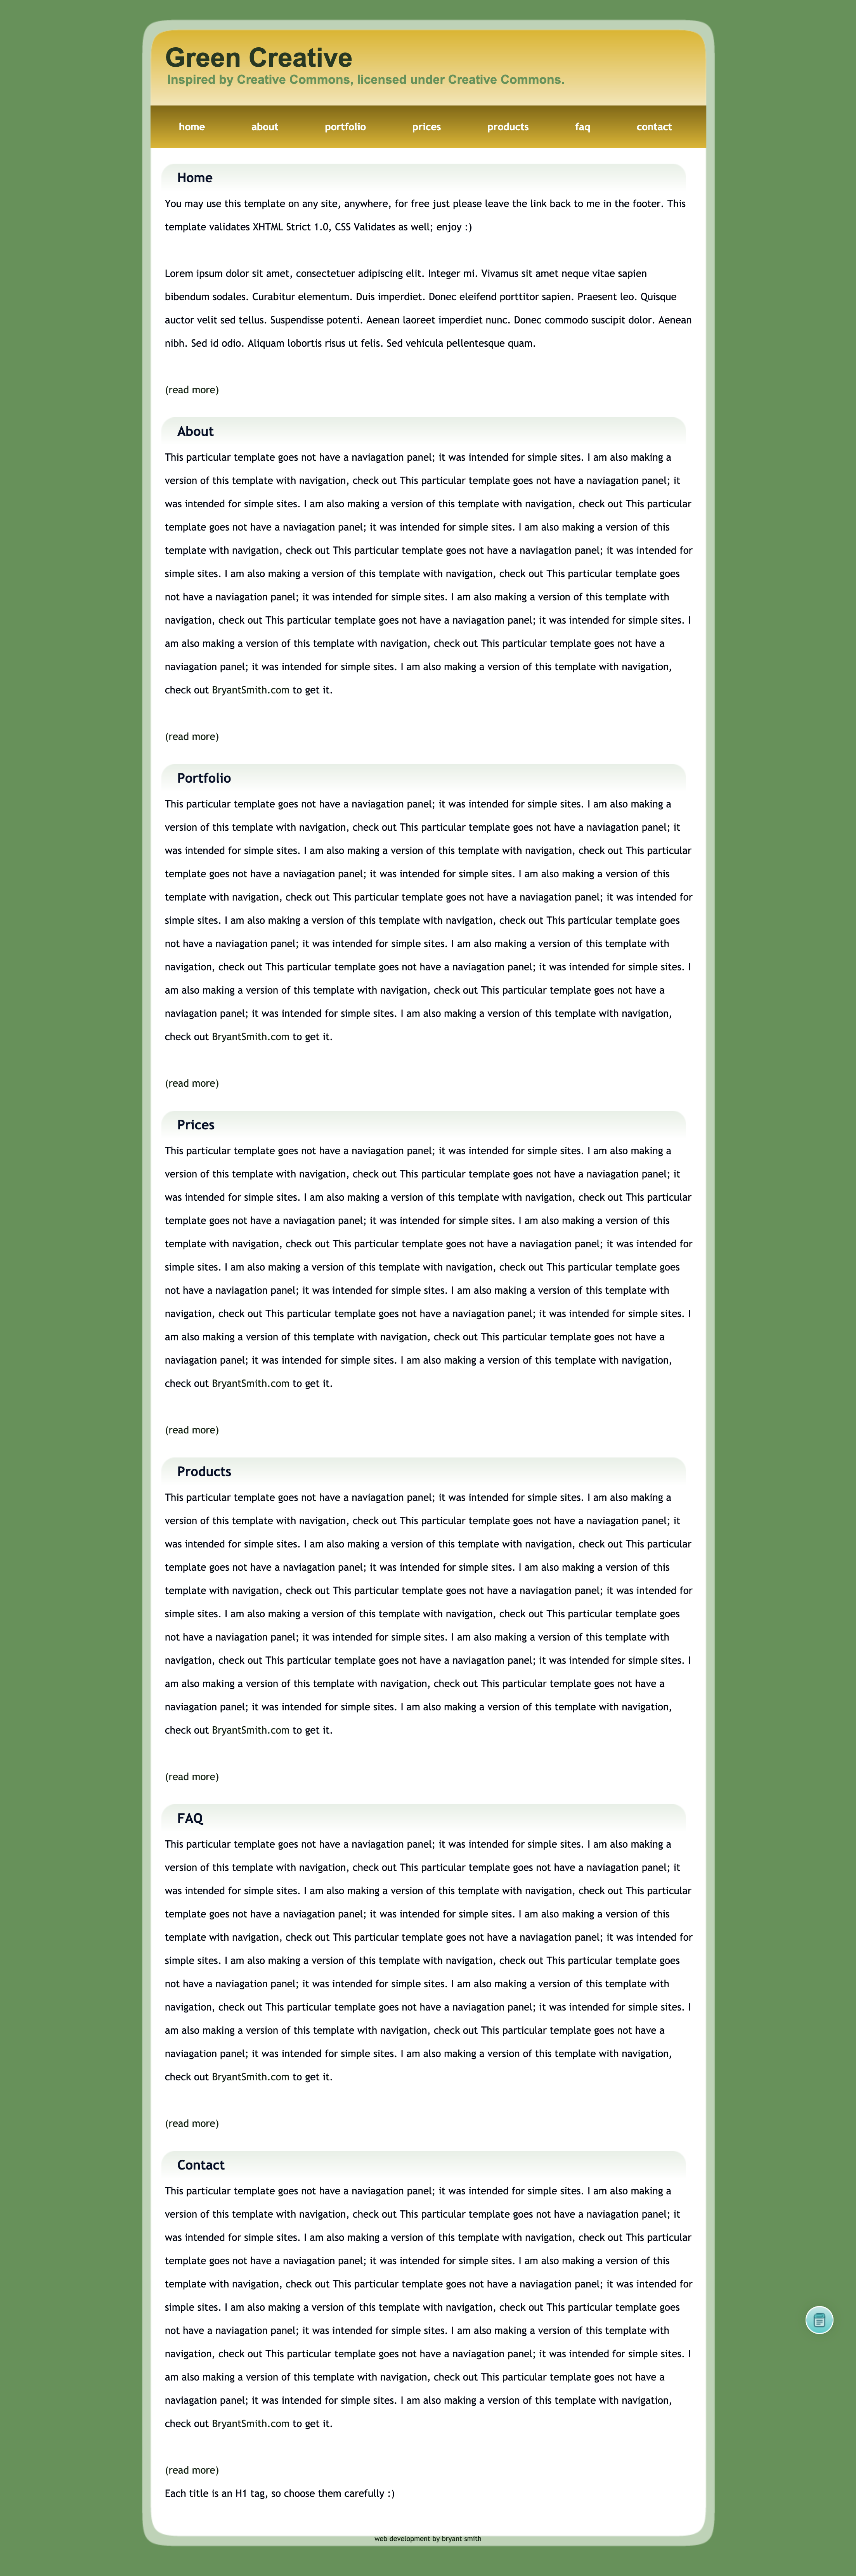 Green Creative
Inspired by Creative Commons, licensed under Creative Commons.
home about portfolio prices products faq contact
Home
You may use this template on any site, anywhere, for free just please leave the link back to me in the footer. This
template validates XHTML Strict 1.0, CSS Validates as well; enjoy :)
Lorem ipsum dolor sit amet, consectetuer adipiscing elit. Integer mi. Vivamus sit amet neque vitae sapien
bibendum sodales. Curabitur elementum. Duis imperdiet. Donec eleifend porttitor sapien. Praesent leo. Quisque
auctor velit sed tellus. Suspendisse potenti. Aenean laoreet imperdiet nunc. Donec commodo suscipit dolor. Aenean
nibh. Sed id odio. Aliquam lobortis risus ut felis. Sed vehicula pellentesque quam.
(read more)
About
This particular template goes not have a naviagation panel; it was intended for simple sites. I am also making a
version of this template with navigation, check out This particular template goes not have a naviagation panel; it
was intended for simple sites. I am also making a version of this template with navigation, check out This particular
template goes not have a naviagation panel; it was intended for simple sites. I am also making a version of this
template with navigation, check out This particular template goes not have a naviagation panel; it was intended for
simple sites. I am also making a version of this template with navigation, check out This particular template goes
not have a naviagation panel; it was intended for simple sites. I am also making a version of this template with
navigation, check out This particular template goes not have a naviagation panel; it was intended for simple sites. I
am also making a version of this template with navigation, check out This particular template goes not have a
naviagation panel; it was intended for simple sites. I am also making a version of this template with navigation,
check out BryantSmith.com to get it.
(read more)
Portfolio
This particular template goes not have a naviagation panel; it was intended for simple sites. I am also making a
version of this template with navigation, check out This particular template goes not have a naviagation panel; it
was intended for simple sites. I am also making a version of this template with navigation, check out This particular
template goes not have a naviagation panel; it was intended for simple sites. I am also making a version of this
template with navigation, check out This particular template goes not have a naviagation panel; it was intended for
simple sites. I am also making a version of this template with navigation, check out This particular template goes
not have a naviagation panel; it was intended for simple sites. I am also making a version of this template with
navigation, check out This particular template goes not have a naviagation panel; it was intended for simple sites. I
am also making a version of this template with navigation, check out This particular template goes not have a
naviagation panel; it was intended for simple sites. I am also making a version of this template with navigation,
check out BryantSmith.com to get it.
(read more)
Prices
This particular template goes not have a naviagation panel; it was intended for simple sites. I am also making a
version of this template with navigation, check out This particular template goes not have a naviagation panel; it
was intended for simple sites. I am also making a version of this template with navigation, check out This particular
template goes not have a naviagation panel; it was intended for simple sites. I am also making a version of this
template with navigation, check out This particular template goes not have a naviagation panel; it was intended for
simple sites. I am also making a version of this template with navigation, check out This particular template goes
not have a naviagation panel; it was intended for simple sites. I am also making a version of this template with
navigation, check out This particular template goes not have a naviagation panel; it was intended for simple sites. I
am also making a version of this template with navigation, check out This particular template goes not have a
naviagation panel; it was intended for simple sites. I am also making a version of this template with navigation,
check out BryantSmith.com to get it.
(read more)
Products
This particular template goes not have a naviagation panel; it was intended for simple sites. I am also making a
version of this template with navigation, check out This particular template goes not have a naviagation panel; it
was intended for simple sites. I am also making a version of this template with navigation, check out This particular
template goes not have a naviagation panel; it was intended for simple sites. I am also making a version of this
template with navigation, check out This particular template goes not have a naviagation panel; it was intended for
simple sites. I am also making a version of this template with navigation, check out This particular template goes
not have a naviagation panel; it was intended for simple sites. I am also making a version of this template with
navigation, check out This particular template goes not have a naviagation panel; it was intended for simple sites. I
am also making a version of this template with navigation, check out This particular template goes not have a
naviagation panel; it was intended for simple sites. I am also making a version of this template with navigation,
check out BryantSmith.com to get it.
(read more)
FAQ
This particular template goes not have a naviagation panel; it was intended for simple sites. I am also making a
version of this template with navigation, check out This particular template goes not have a naviagation panel; it
was intended for simple sites. I am also making a version of this template with navigation, check out This particular
template goes not have a naviagation panel; it was intended for simple sites. I am also making a version of this
template with navigation, check out This particular template goes not have a naviagation panel; it was intended for
simple sites. I am also making a version of this template with navigation, check out This particular template goes
not have a naviagation panel; it was intended for simple sites. I am also making a version of this template with
navigation, check out This particular template goes not have a naviagation panel; it was intended for simple sites. I
am also making a version of this template with navigation, check out This particular template goes not have a
naviagation panel; it was intended for simple sites. I am also making a version of this template with navigation,
check out BryantSmith.com to get it.
(read more)
Contact
This particular template goes not have a naviagation panel; it was intended for simple sites. I am also making a
version of this template with navigation, check out This particular template goes not have a naviagation panel; it
was intended for simple sites. I am also making a version of this template with navigation, check out This particular
template goes not have a naviagation panel; it was intended for simple sites. I am also making a version of this
template with navigation, check out This particular template goes not have a naviagation panel; it was intended for
simple sites. I am also making a version of this template with navigation, check out This particular template goes
not have a naviagation panel; it was intended for simple sites. I am also making a version of this template with
navigation, check out This particular template goes not have a naviagation panel; it was intended for simple sites. I
am also making a version of this template with navigation, check out This particular template goes not have a
naviagation panel; it was intended for simple sites. I am also making a version of this template with navigation,
check out BryantSmith.com to get it.
(read more)
Each title is an H1 tag, so choose them carefully :)
web development by bryant smith